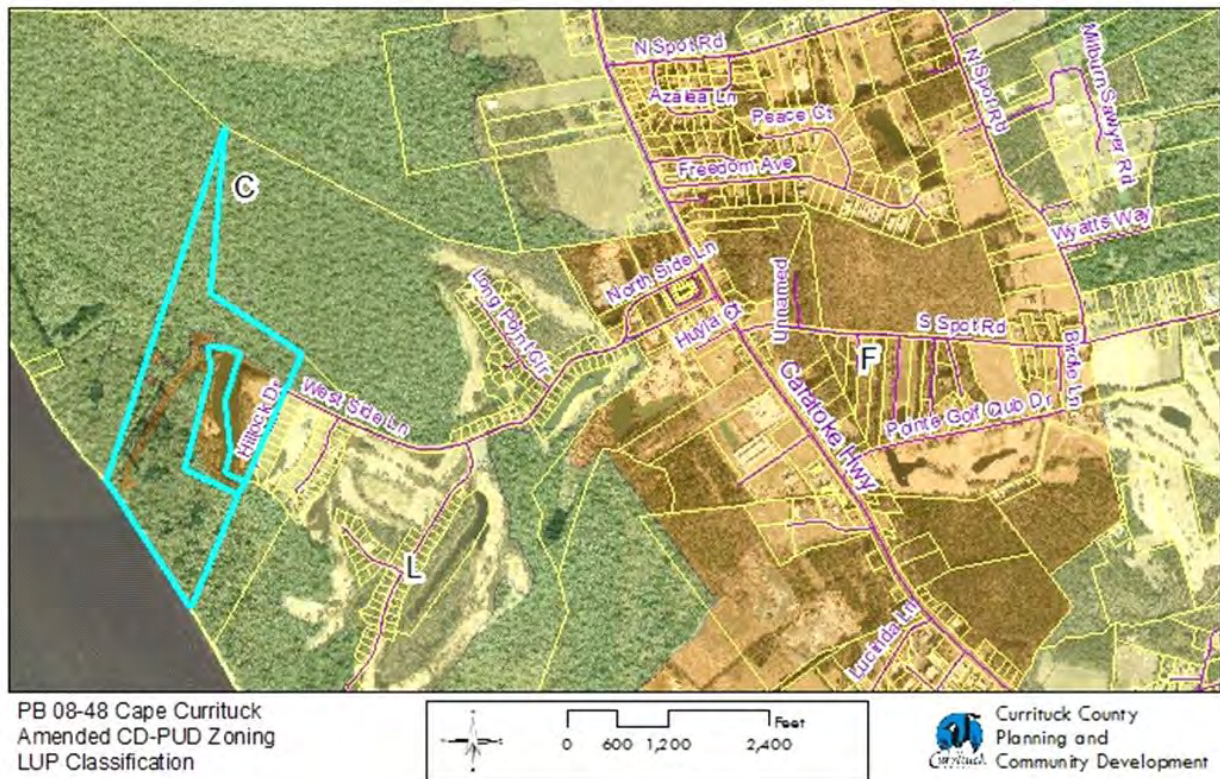 N Spot Rd
Azalea Ln
Peace Ct
Freedom Ave
N Spot Rd
Milburn Sawyer Rd
Wyatts Way
C
North Side Ln
Long Point Cir
Unnamed
Huyla Ct
S Spot Rd
F
Birdie Ln
Caratoke Hwy
Pointe Golf Club Dr
West Side Ln
Hillock Dr
L
Lucinda Ln
PB 08-48 Cape Currituck
Amended CD-PUD Zoning
LUP Classification
Feet
0 600 1,200 2,400
Currituck County
Planning and
Community Development
Currituck